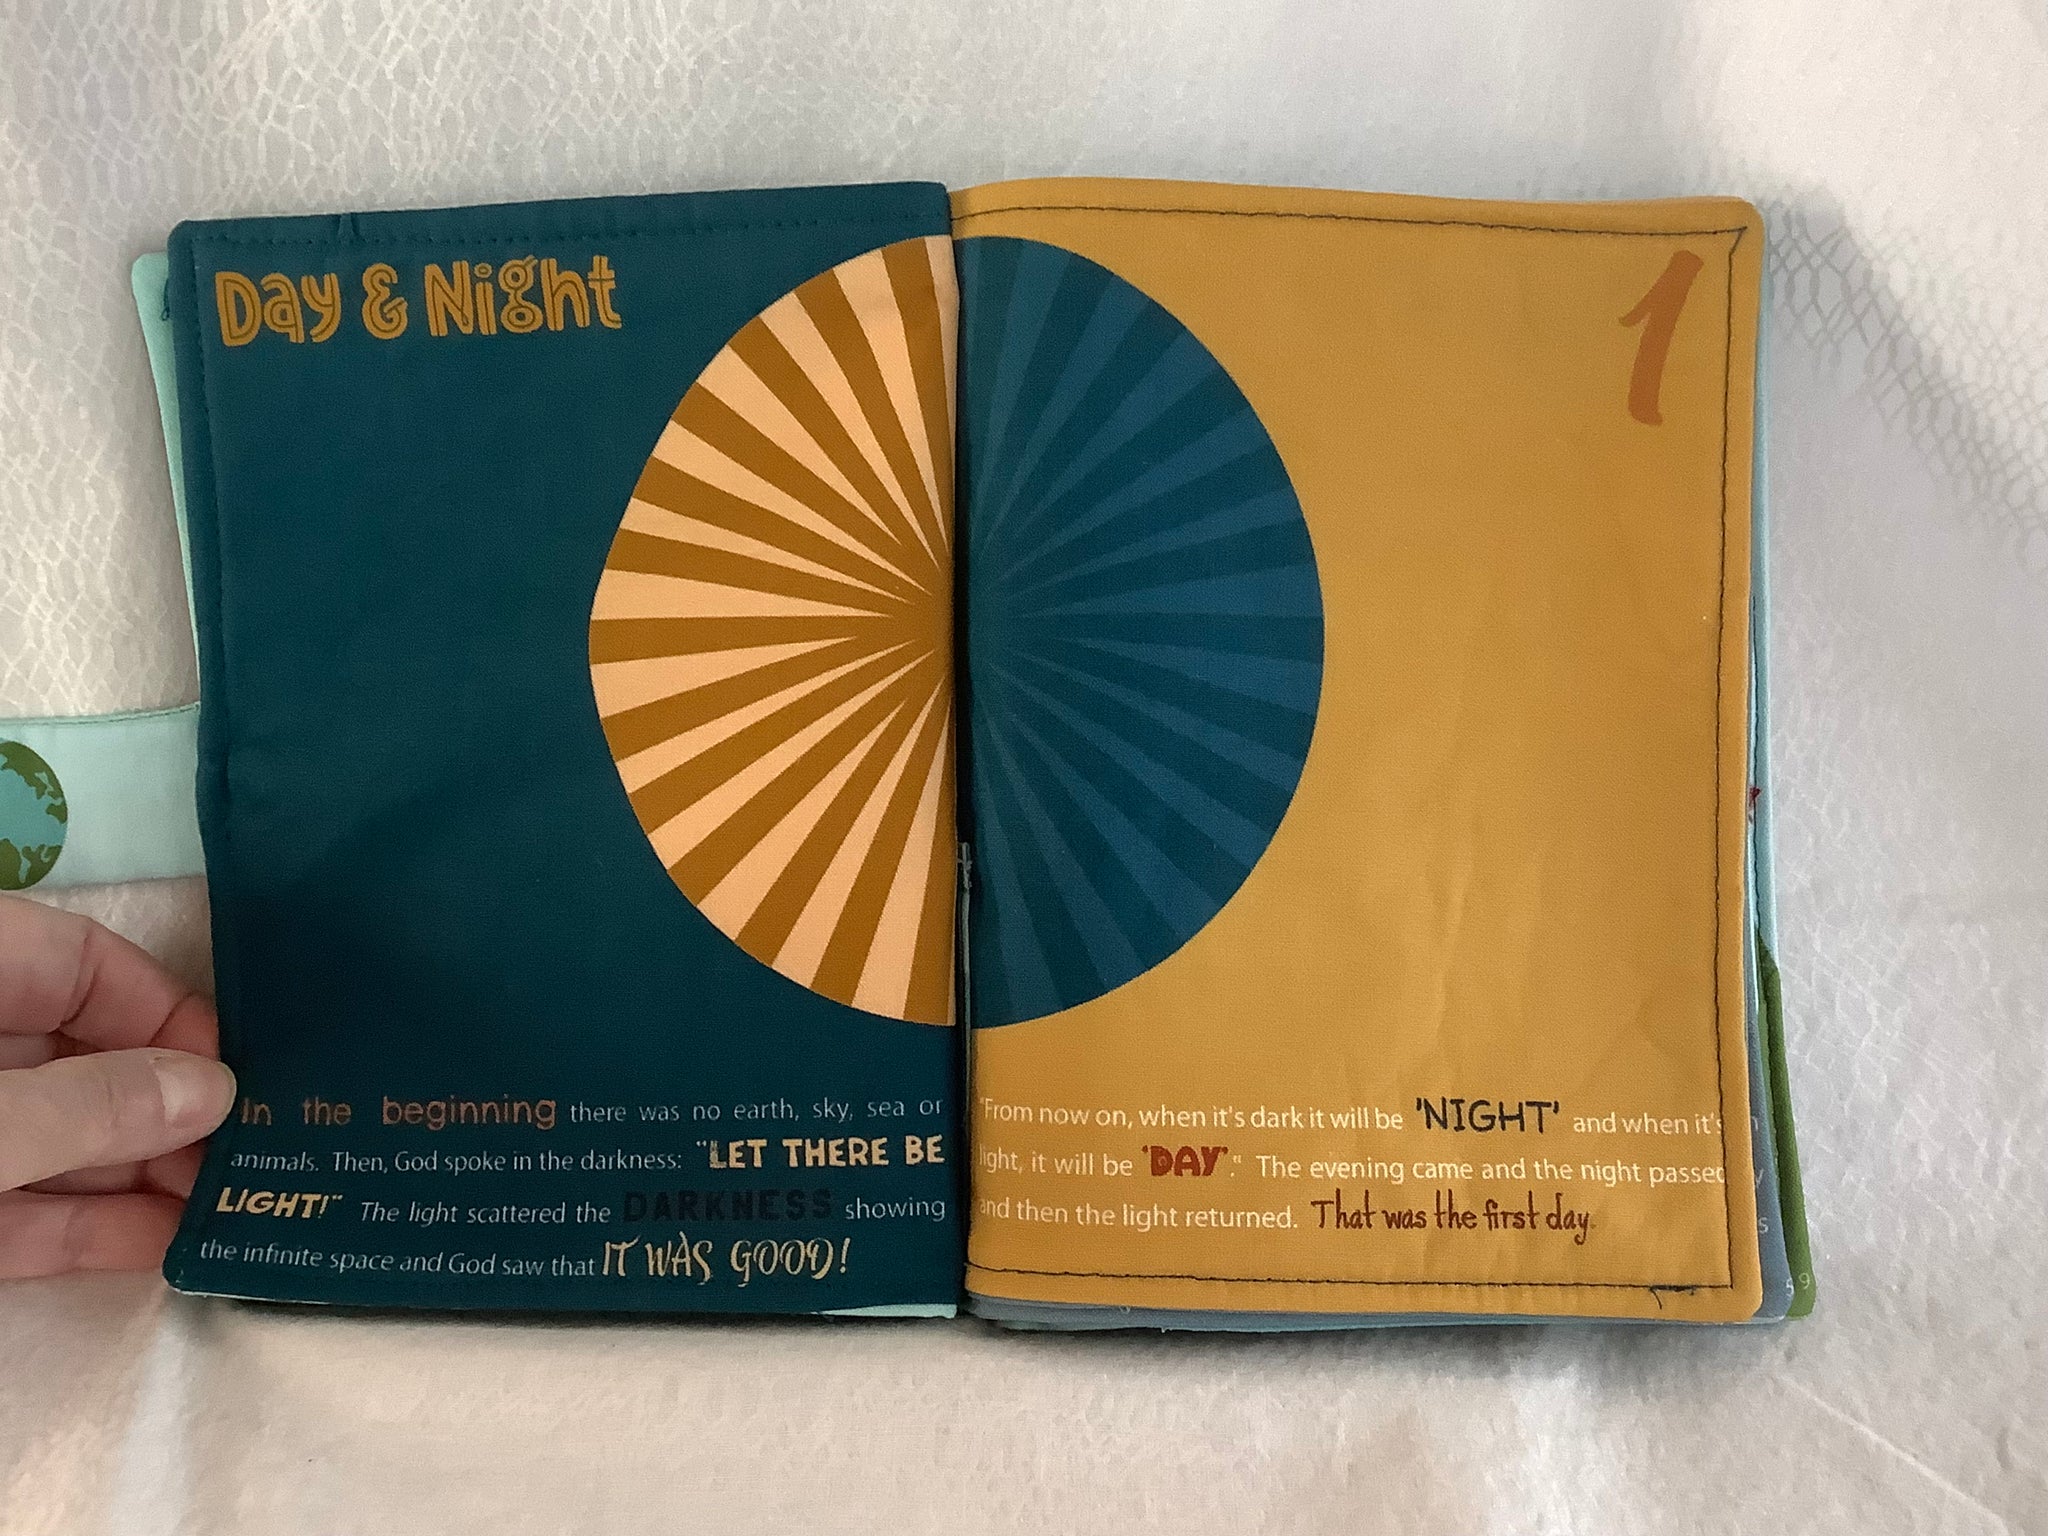 Day & Night
In the beginning there was no earth, sky, sea or
animals. Then, God spoke in the darkness: "LET THERE BE
LIGHT!" The light scattered the DARKNESS showing
the infinite space and God saw that IT WAS GOOD!
1
"From now on, when it's dark it will be 'NIGHT' and when it's
light, it will be 'DAY'." The evening came and the night passed
and then the light returned. That was the first day.